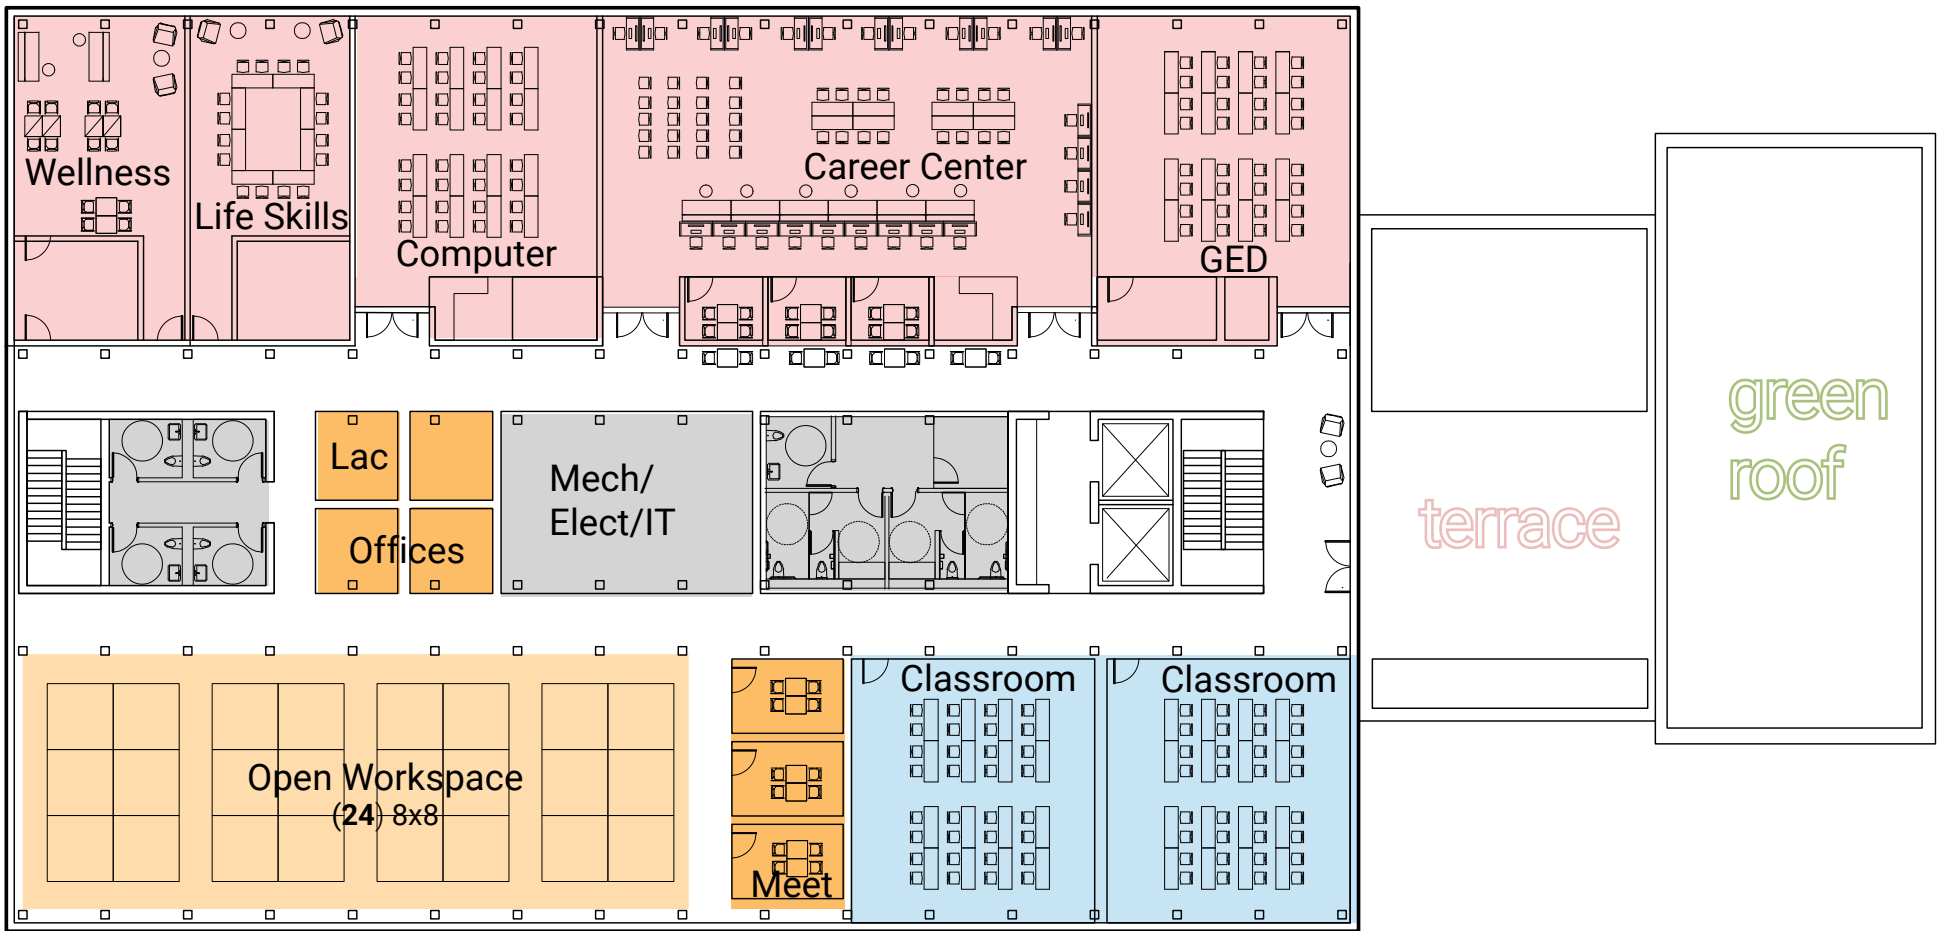 Wellness
Life Skills
Computer
Career Center
GED
Lac
Offices
Mech/
Elect/IT
terrace
green
roof
Open Workspace
(24) 8x8
Meet
Classroom
Classroom